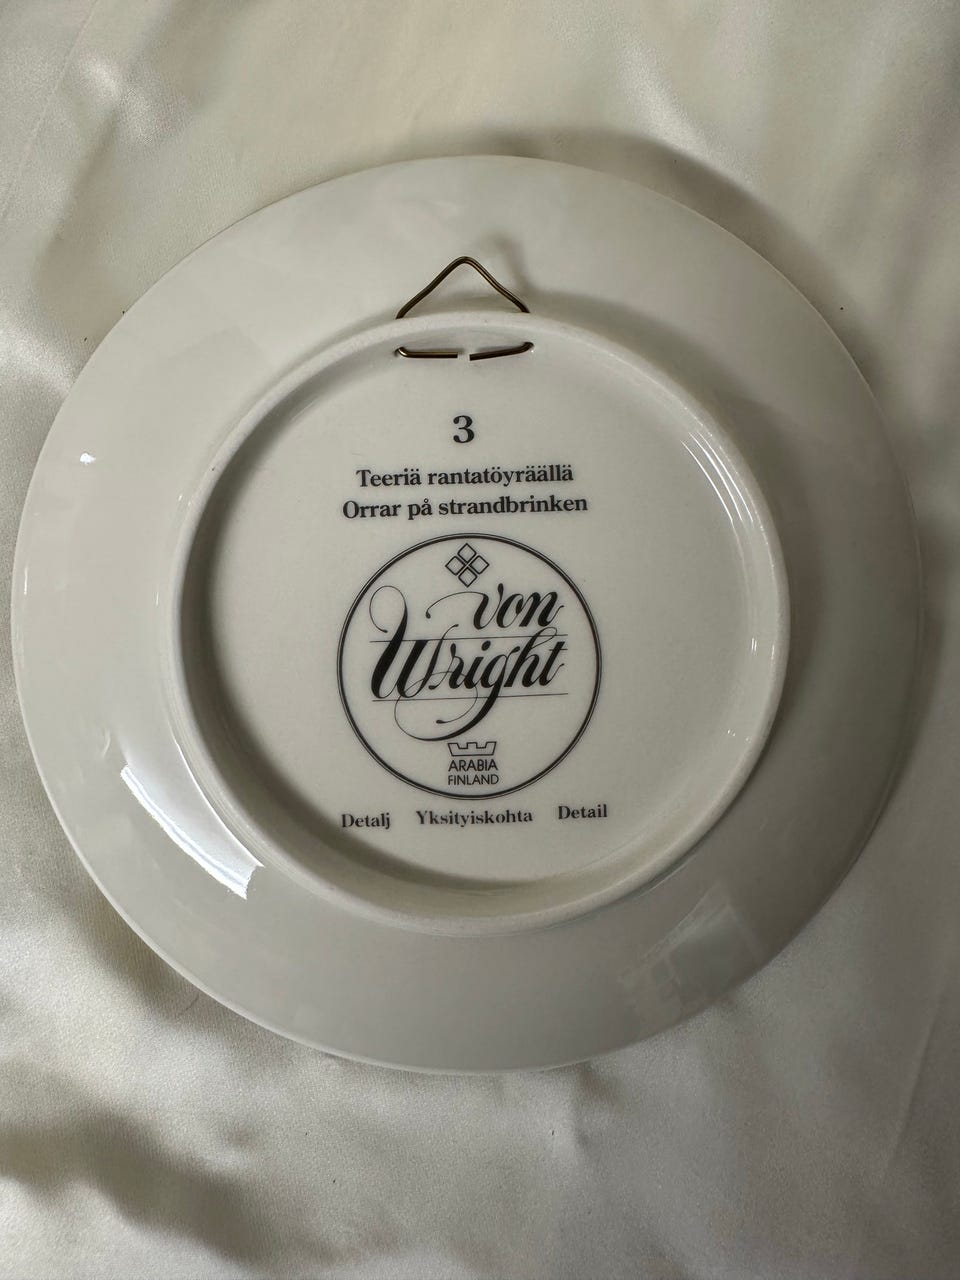 3
Teeriä rantatöyräällä
Orrar på strandbrinken
von
Wright
ARABIA
FINLAND
Detalj Yksityiskohta Detail